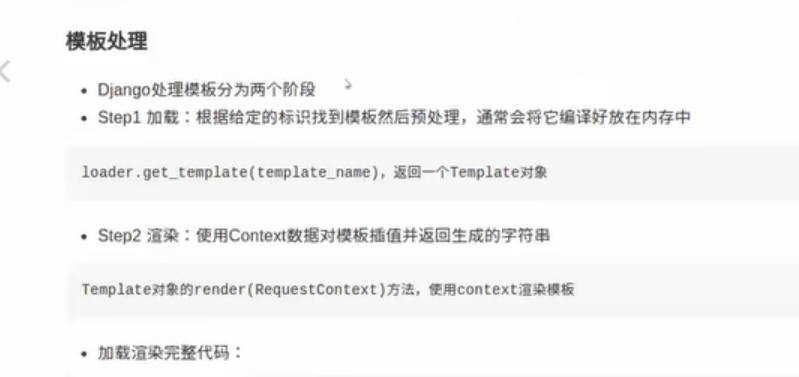 模板处理
Django处理模板分为两个阶段
Step1 加载：根据给定的标识找到模板然后预处理，通常会将它编译好放在内存中
loader.get_template(template_name)，返回一个Template对象
Step2 渲染：使用Context数据对模板插值并返回生成的字符串
Template对象的render(RequestContext)方法，使用context渲染模板
加载渲染完整代码：